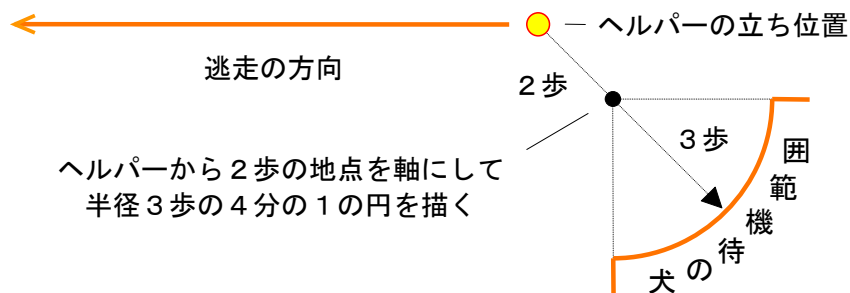 ヘルパーの立ち位置
逃走の方向
２歩
３歩
ヘルパーから２歩の地点を軸にして
半径３歩の４分の１の円を描く
犬の待機範囲